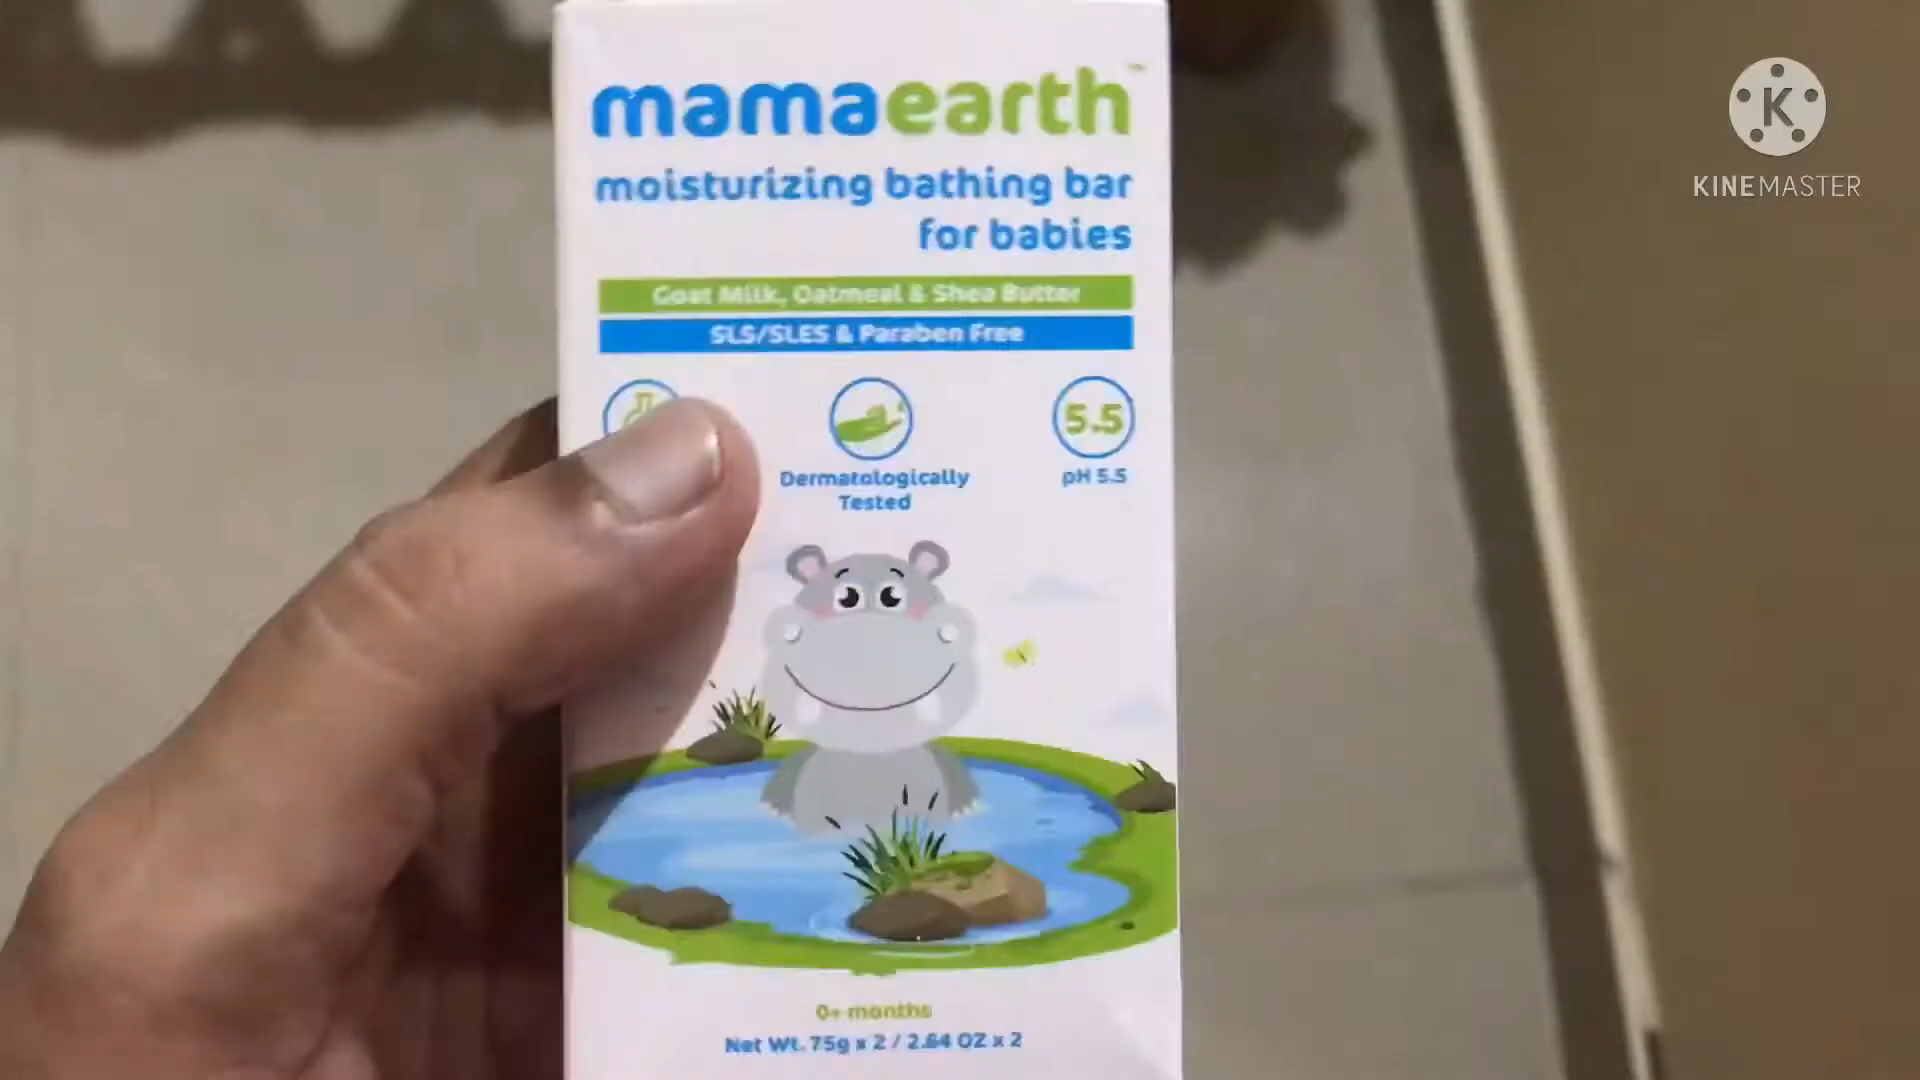 mamaearth™
moisturizing bathing bar
for babies
Goat Milk, Oatmeal & Shea Butter
SLS/SLES & Paraben Free
5.5
Dermatologically
Tested
pH 5.5
0+ months
Net Wt. 75g x 2 / 2.64 OZ x 2
K
KINEMASTER